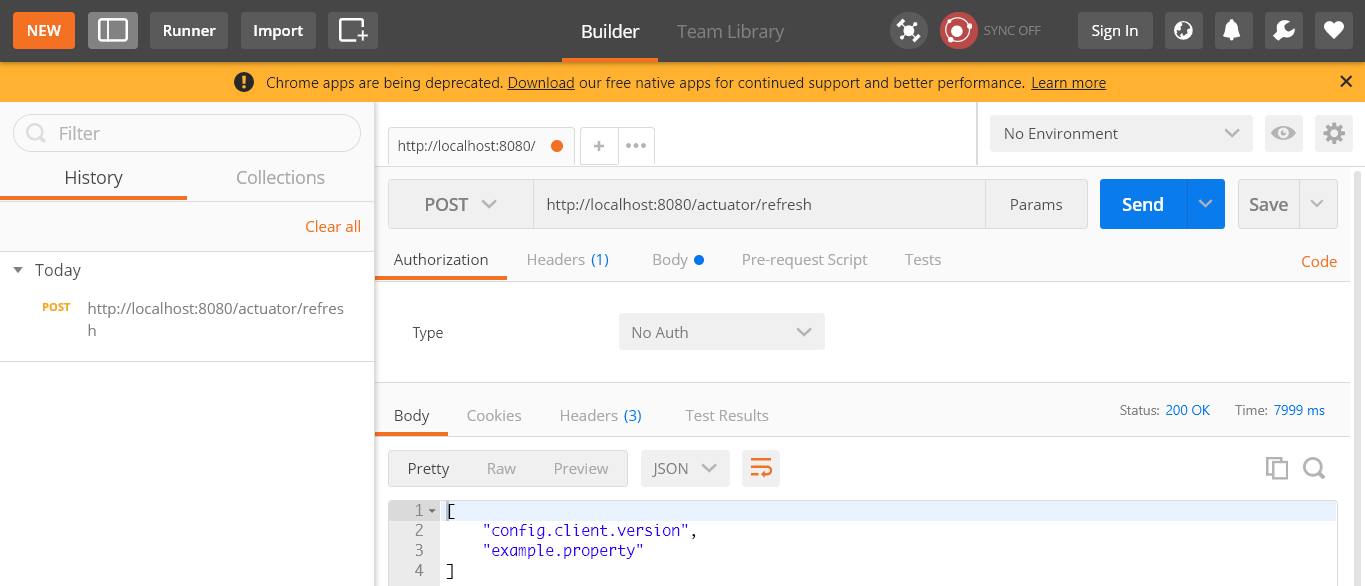 NEW Runner Import Builder Team Library SYNC OFF Sign In
! Chrome apps are being deprecated. Download our free native apps for continued support and better performance. Learn more ×
Filter
History Collections
Clear all
Today
POST http://localhost:8080/actuator/refres
h
http://localhost:8080/ + •••
No Environment
POST http://localhost:8080/actuator/refresh Params Send Save
Authorization Headers (1) Body Pre-request Script Tests Code
Type No Auth
Body Cookies Headers (3) Test Results Status: 200 OK Time: 7999 ms
Pretty Raw Preview JSON
1 [
2 "config.client.version",
3 "example.property"
4 ]